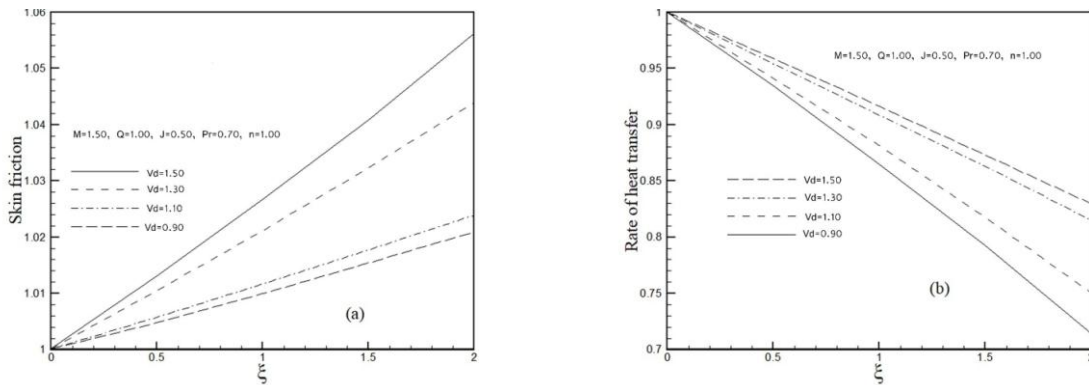 1.06
1.05
1.04
1.03
1.02
1.01
1
Skin friction
M=1.50, Q=1.00, J=0.50, Pr=0.70, n=1.00
Vd=1.50
Vd=1.30
Vd=1.10
Vd=0.90
(a)
0 0.5 1 1.5 2
ξ
1
0.95
0.9
0.85
0.8
0.75
0.7
Rate of heat transfer
M=1.50, Q=1.00, J=0.50, Pr=0.70, n=1.00
Vd=1.50
Vd=1.30
Vd=1.10
Vd=0.90
(b)
0 0.5 1 1.5 2
ξ